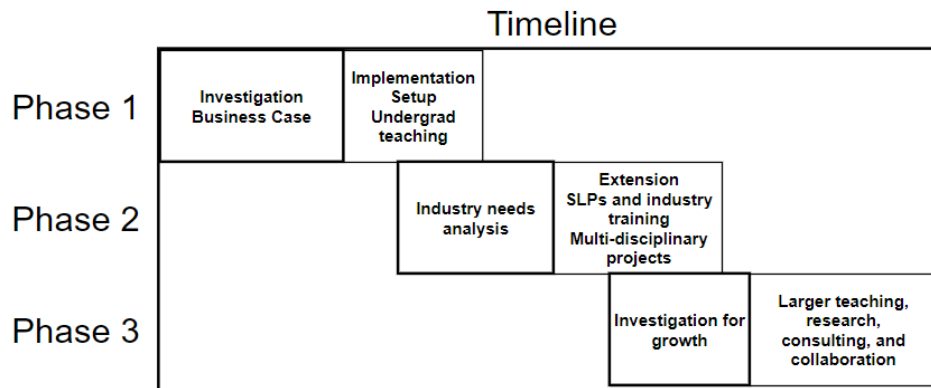 Timeline
Phase 1
Investigation
Business Case
Implementation
Setup
Undergrad
teaching
Phase 2
Industry needs
analysis
Extension
SLPs and industry
training
Multi-disciplinary
projects
Phase 3
Investigation for
growth
Larger teaching,
research,
consulting, and
collaboration